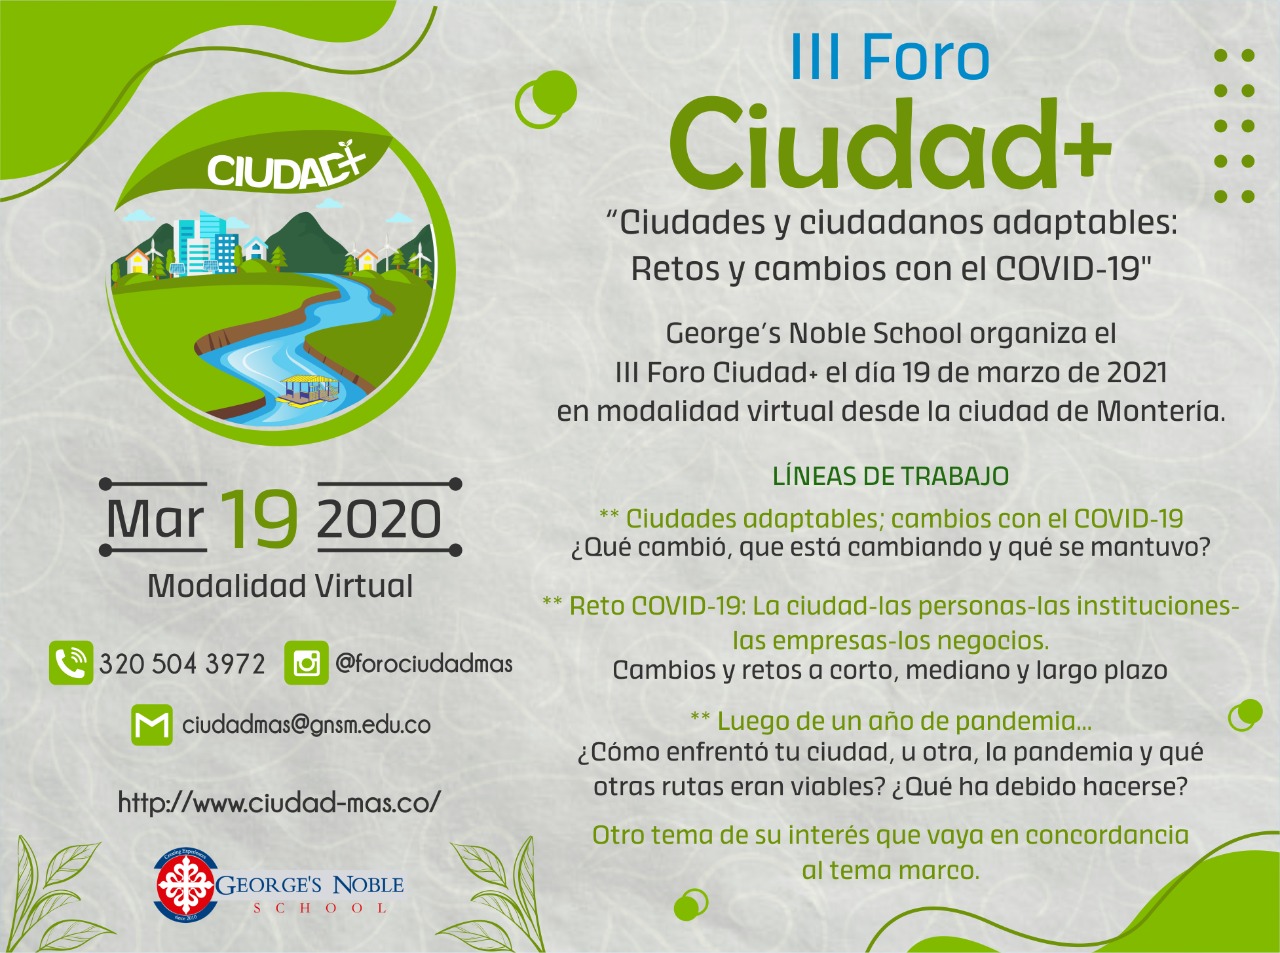 CIUDAD+
Mar 19 2020
Modalidad Virtual
320 504 3972 @forociudadmas
ciudadmas@gnsm.edu.co
http://www.ciudad-mas.co/
Creating Experiences
GEORGE'S NOBLE
SCHOOL
Since 2010
III Foro
Ciudad+
“Ciudades y ciudadanos adaptables:
Retos y cambios con el COVID-19"
George’s Noble School organiza el
III Foro Ciudad+ el día 19 de marzo de 2021
en modalidad virtual desde la ciudad de Montería.
LÍNEAS DE TRABAJO
** Ciudades adaptables; cambios con el COVID-19
¿Qué cambió, que está cambiando y qué se mantuvo?
** Reto COVID-19: La ciudad-las personas-las instituciones-
las empresas-los negocios.
Cambios y retos a corto, mediano y largo plazo
** Luego de un año de pandemia...
¿Cómo enfrentó tu ciudad, u otra, la pandemia y qué
otras rutas eran viables? ¿Qué ha debido hacerse?
Otro tema de su interés que vaya en concordancia
al tema marco.